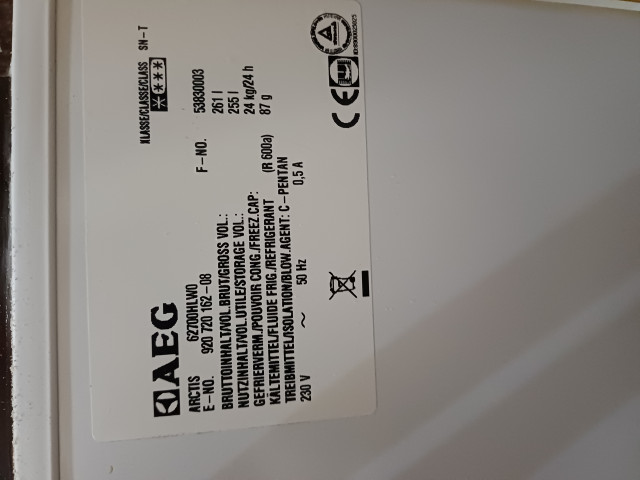 AEG
KLASSE/CLASSE/CLASS SN-T
ARCTIS 62700HLW0
E-NO. 920 720 162-08 F-NO. 53830003
BRUTTOINHALT/VOL.BRUT/GROSS VOL.: 261 l
NUTZINHALT/VOL.UTILE/STORAGE VOL.: 255 l
GEFRIERVERM./POUVOIR CONG./FREEZ.CAP: 24 kg/24 h
KÄLTEMITTEL/FLUIDE FRIG./REFRIGERANT (R 600a) 87 g
TREIBMITTEL/ISOLATION/BLOW.AGENT: C-PENTAN
230 V ~ 50 Hz 0,5 A
CE